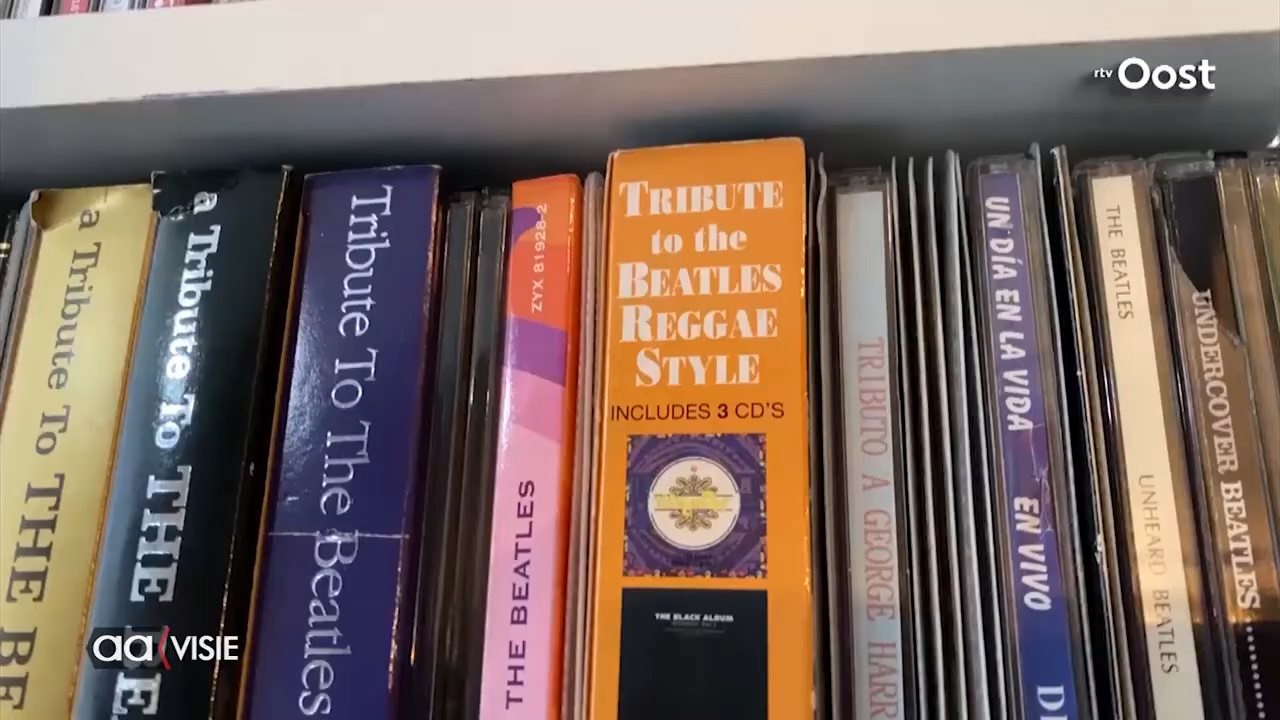 rtv Oost
a Tribute To THE BE
a Tribute To THE BE
Tribute To The Beatles
ZYX 81928-2
THE BEATLES
TRIBUTE
to the
BEATLES
REGGAE
STYLE
INCLUDES 3 CD'S
THE BLACK ALBUM
TRIBUTO A GEORGE HARR
UN DÍA EN LA VIDA EN VIVO
THE BEATLES UNHEARD BEATLES
UNDERCOVER BEATLES
aa VISIE